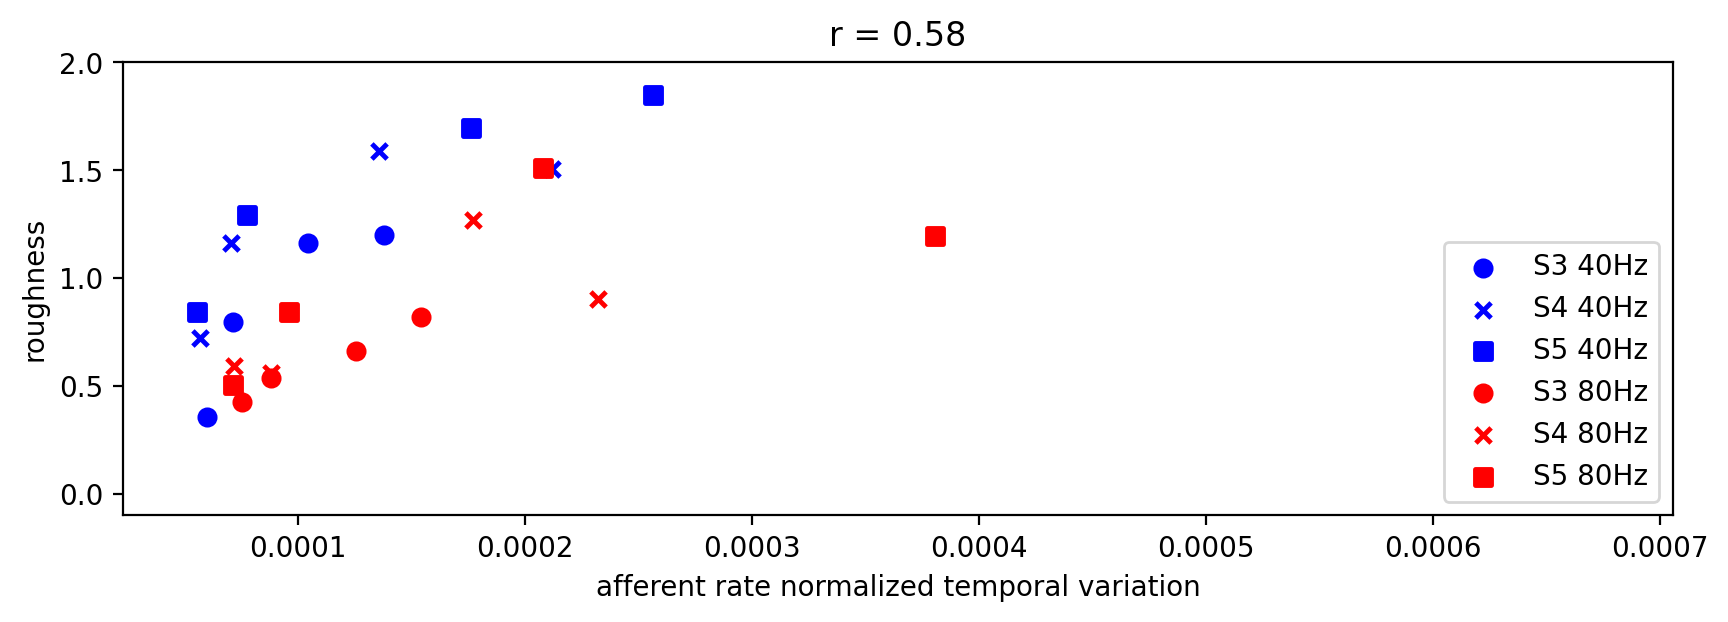 r = 0.58
2.0
1.5
1.0
0.5
0.0
roughness
S3 40Hz
S4 40Hz
S5 40Hz
S3 80Hz
S4 80Hz
S5 80Hz
0.0001 0.0002 0.0003 0.0004 0.0005 0.0006 0.0007
afferent rate normalized temporal variation